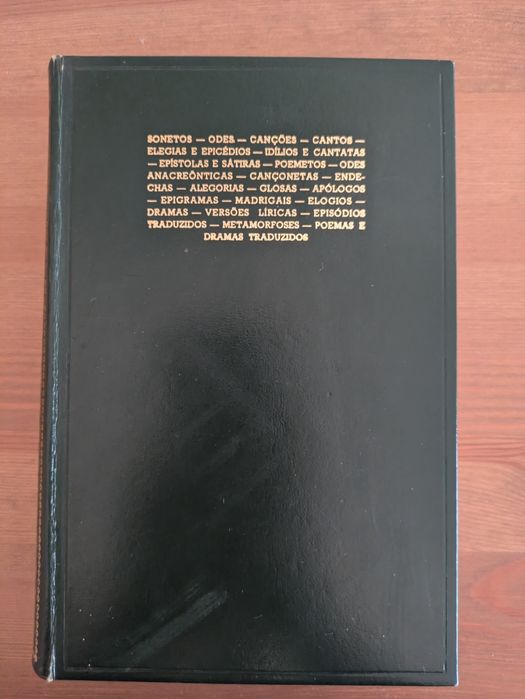 SONETOS — ODES — CANÇÕES — CANTOS —
ELEGIAS E EPICÉDIOS — IDÍLIOS E CANTATAS
— EPÍSTOLAS E SÁTIRAS — POEMETOS — ODES
ANACREÔNTICAS — CANÇONETAS — ENDE-
CHAS — ALEGORIAS — GLOSAS — APÓLOGOS
— EPIGRAMAS — MADRIGAIS — ELOGIOS —
DRAMAS — VERSÕES LÍRICAS — EPISÓDIOS
TRADUZIDOS — METAMORFOSES — POEMAS E
DRAMAS TRADUZIDOS